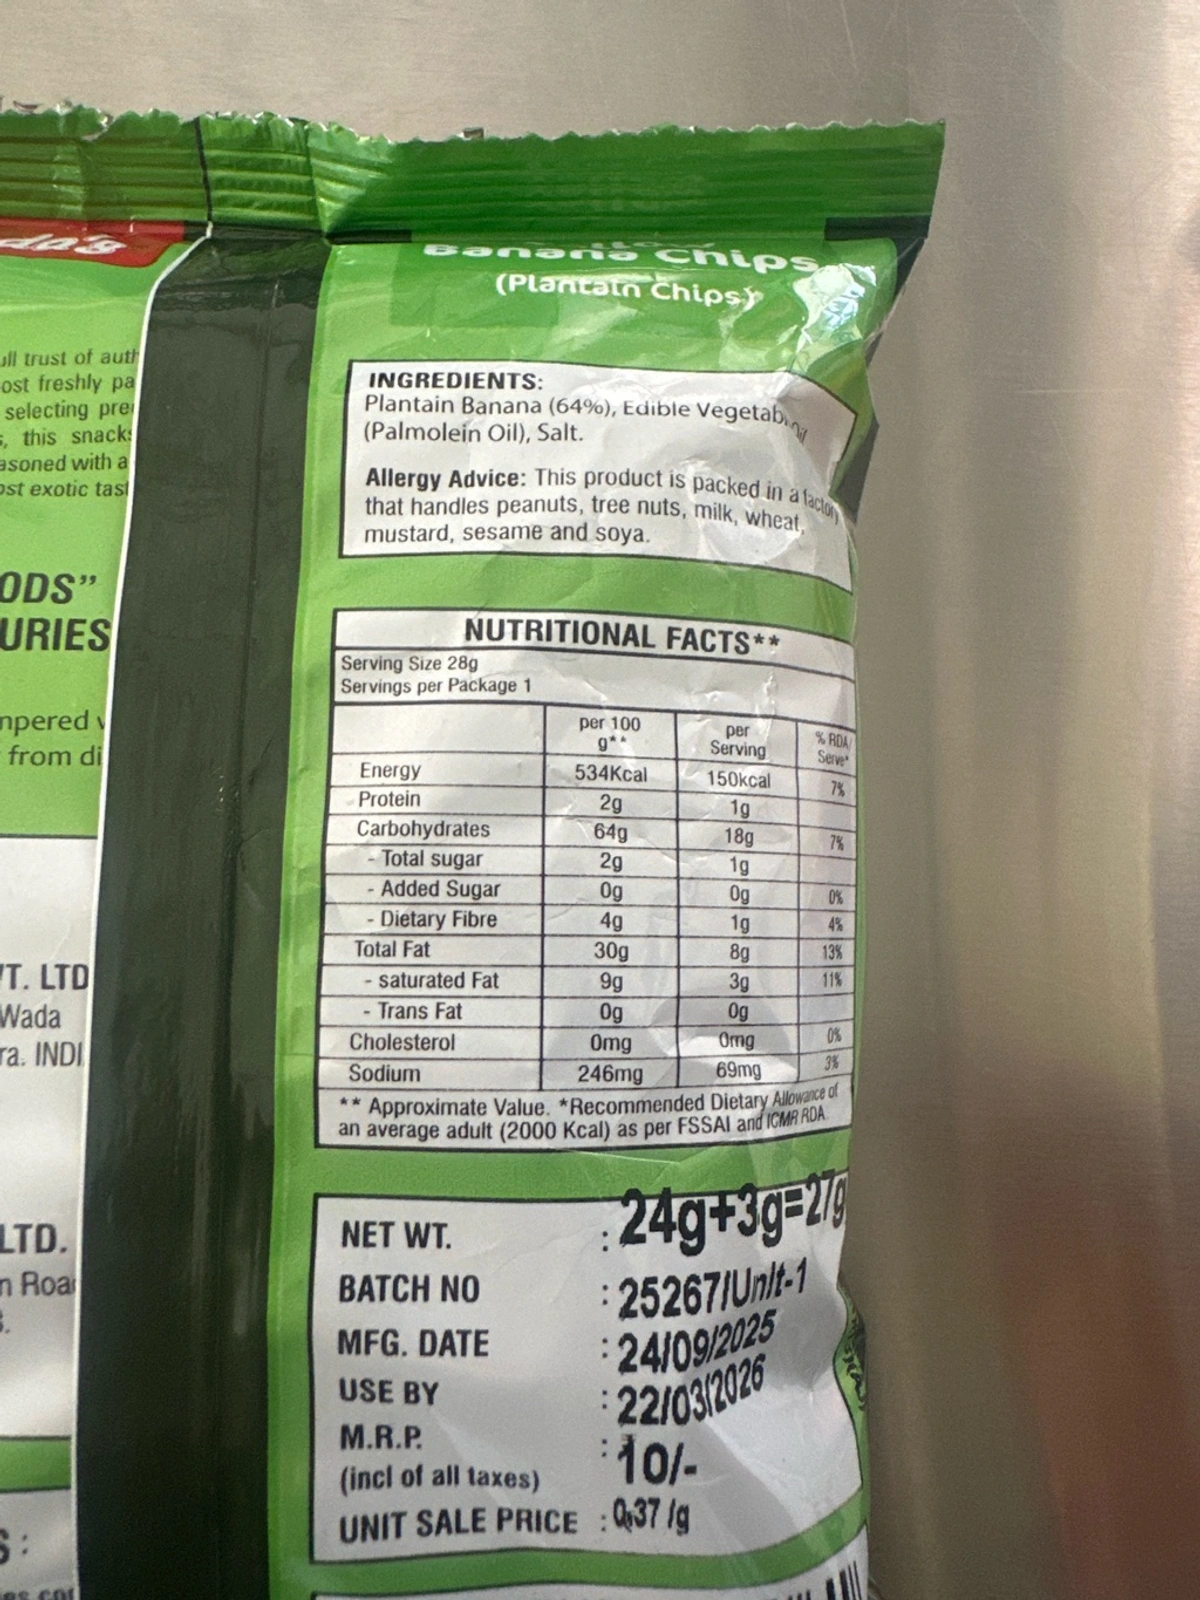 do's
ull trust of auth
ost freshly pa
selecting pre
, this snacks
asoned with a
ost exotic tast
ODS"
URIES
mpered
from di
T. LTD
Wada
ra. INDI
LTD.
n Road
Banana Chips
(Plantain Chips)
INGREDIENTS:
Plantain Banana (64%), Edible Vegetab Oil
(Palmolein Oil), Salt.
Allergy Advice: This product is packed in a factory
that handles peanuts, tree nuts, milk, wheat,
mustard, sesame and soya.
NUTRITIONAL FACTS**
Serving Size 28g
Servings per Package 1
per 100 g** per Serving % RDA/ Serve*
Energy 534Kcal 150kcal 7%
Protein 2g 1g
Carbohydrates 64g 18g 7%
- Total sugar 2g 1g
- Added Sugar 0g 0g 0%
- Dietary Fibre 4g 1g 4%
Total Fat 30g 8g 13%
- saturated Fat 9g 3g 11%
- Trans Fat 0g 0g
Cholesterol 0mg 0mg 0%
Sodium 246mg 69mg 3%
** Approximate Value. *Recommended Dietary Allowance of
an average adult (2000 Kcal) as per FSSAI and ICMR RDA
NET WT. : 24g+3g=27g
BATCH NO : 25267/Unit-1
MFG. DATE : 24/09/2025
USE BY : 22/03/2026
M.R.P. : 10/-
(incl of all taxes)
UNIT SALE PRICE : 0.37 /g